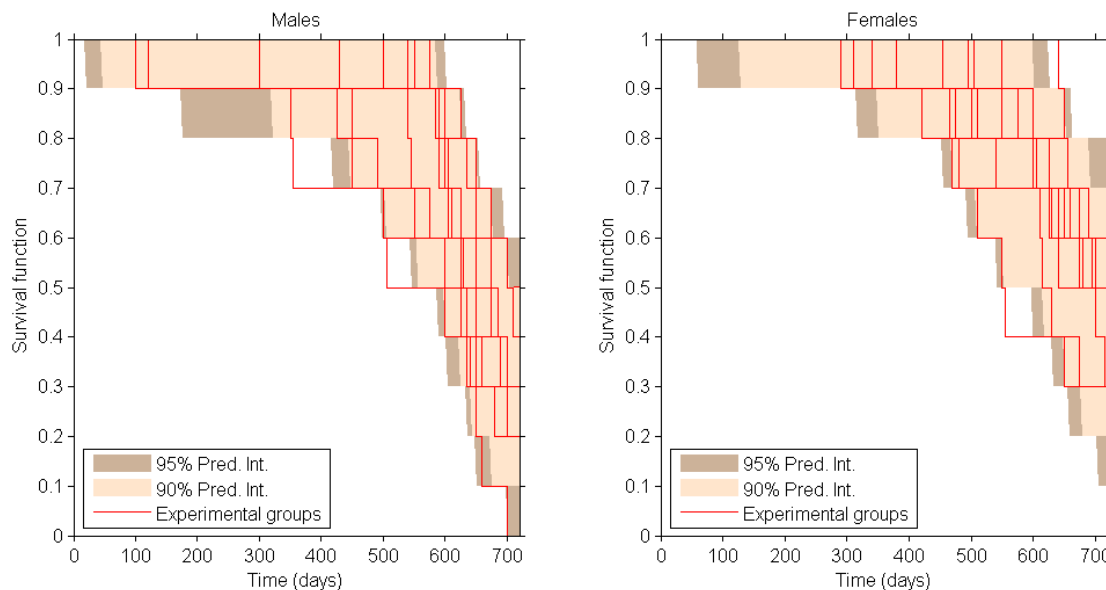 Males
Survival function
1
0.9
0.8
0.7
0.6
0.5
0.4
0.3
0.2
0.1
0
95% Pred. Int.
90% Pred. Int.
Experimental groups
0 100 200 300 400 500 600 700
Time (days)
Females
Survival function
1
0.9
0.8
0.7
0.6
0.5
0.4
0.3
0.2
0.1
0
95% Pred. Int.
90% Pred. Int.
Experimental groups
0 100 200 300 400 500 600 700
Time (days)